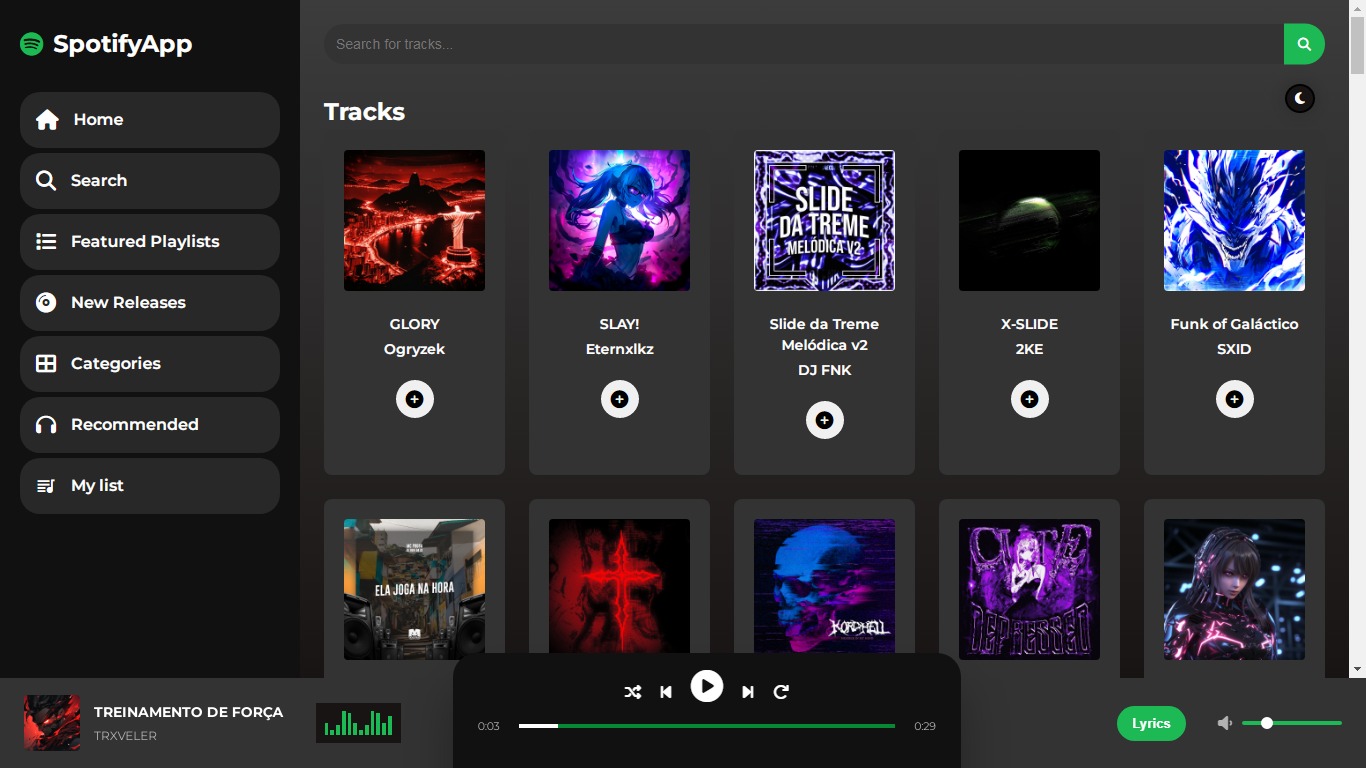 SpotifyApp
Search for tracks...
Home
Search
Featured Playlists
New Releases
Categories
Recommended
My list
Tracks
SLIDE
DA TREME
MELÓDICA V2
GLORY
Ogryzek
SLAY!
Eternxlkz
Slide da Treme
Melódica v2
DJ FNK
X-SLIDE
2KE
Funk of Galáctico
SXID
ELA JOGA NA HORA
KORDHELL
CUTE
DEPRESSED
TREINAMENTO DE FORÇA
TRXVELER
0:03
0:29
Lyrics